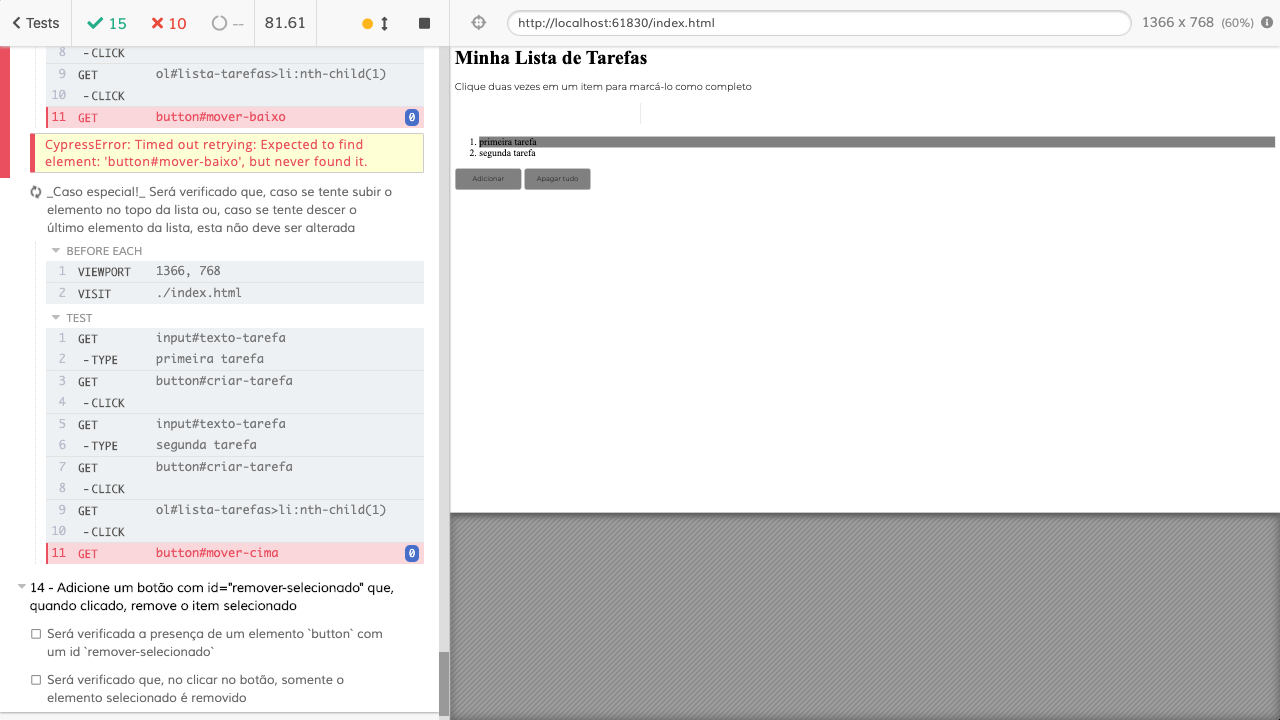 Tests
15
10
--
81.61
http://localhost:61830/index.html
1366 x 768 (60%)
8 -CLICK
9 GET ol#lista-tarefas>li:nth-child(1)
10 -CLICK
11 GET button#mover-baixo 0
CypressError: Timed out retrying: Expected to find
element: 'button#mover-baixo', but never found it.
_Caso especial!_ Será verificado que, caso se tente subir o
elemento no topo da lista ou, caso se tente descer o
último elemento da lista, esta não deve ser alterada
BEFORE EACH
1 VIEWPORT 1366, 768
2 VISIT ./index.html
TEST
1 GET input#texto-tarefa
2 -TYPE primeira tarefa
3 GET button#criar-tarefa
4 -CLICK
5 GET input#texto-tarefa
6 -TYPE segunda tarefa
7 GET button#criar-tarefa
8 -CLICK
9 GET ol#lista-tarefas>li:nth-child(1)
10 -CLICK
11 GET button#mover-cima 0
14 - Adicione um botão com id="remover-selecionado" que,
quando clicado, remove o item selecionado
Será verificada a presença de um elemento `button` com
um id `remover-selecionado`
Será verificado que, no clicar no botão, somente o
elemento selecionado é removido
Minha Lista de Tarefas
Clique duas vezes em um item para marcá-lo como completo
1. primeira tarefa
2. segunda tarefa
Adicionar
Apagar tudo